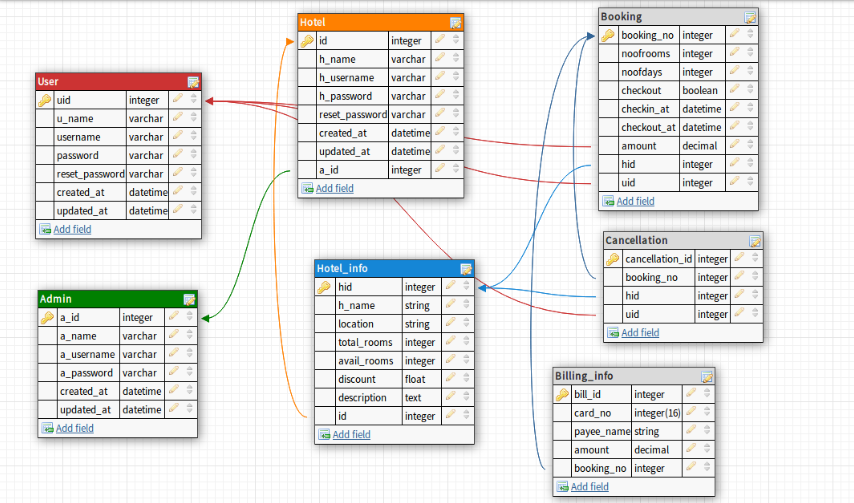 Hotel
id integer
h_name varchar
h_username varchar
h_password varchar
reset_password varchar
created_at datetime
updated_at datetime
a_id integer
Add field
Booking
booking_no integer
noofrooms integer
noofdays integer
checkout boolean
checkin_at datetime
checkout_at datetime
amount decimal
hid integer
uid integer
Add field
User
uid integer
u_name varchar
username varchar
password varchar
reset_password varchar
created_at datetime
updated_at datetime
Add field
Cancellation
cancellation_id integer
booking_no integer
hid integer
uid integer
Add field
Hotel_info
hid integer
h_name string
location string
total_rooms integer
avail_rooms integer
discount float
description text
id integer
Add field
Admin
a_id integer
a_name varchar
a_username varchar
a_password varchar
created_at datetime
updated_at datetime
Add field
Billing_info
bill_id integer
card_no integer(16)
payee_name string
amount decimal
booking_no integer
Add field